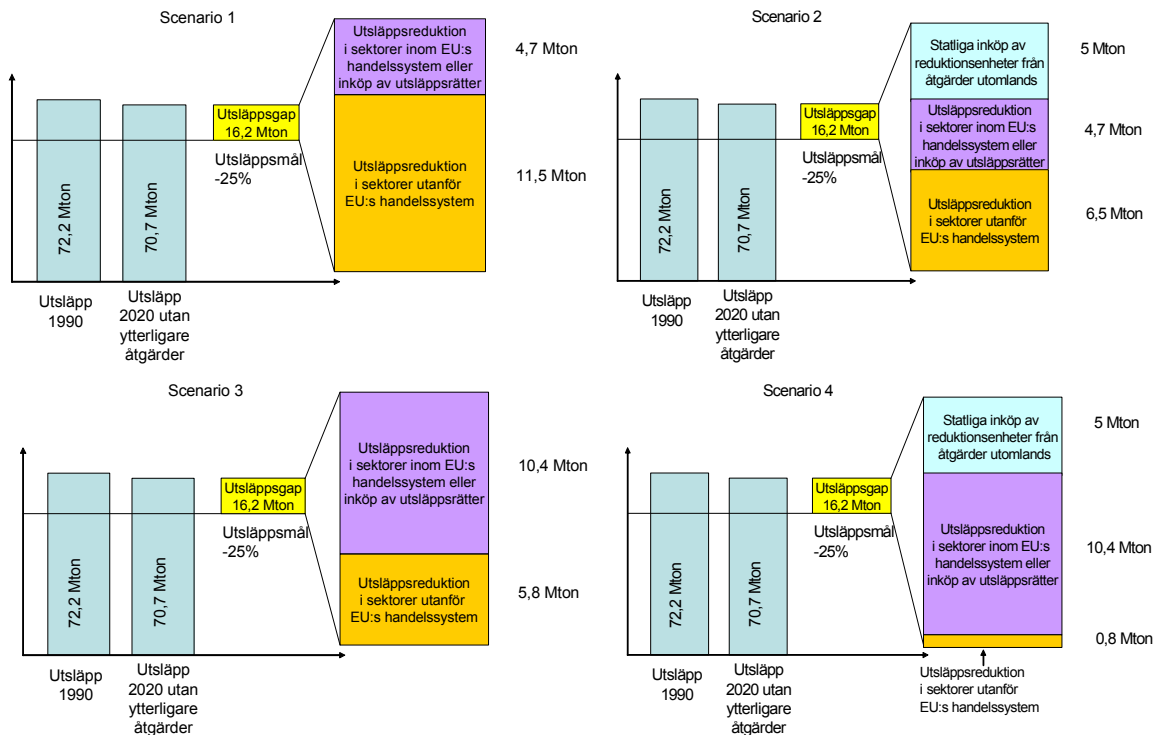 Scenario 1
Utsläppsreduktion
i sektorer inom EU:s
handelssystem eller
inköp av utsläppsrätter
4,7 Mton
Utsläppsgap
16,2 Mton
Utsläppsmål
-25%
Utsläppsreduktion
i sektorer utanför
EU:s handelssystem
11,5 Mton
72,2 Mton
70,7 Mton
Utsläpp
1990
Utsläpp
2020 utan
ytterligare
åtgärder
Scenario 2
Statliga inköp av
reduktionsenheter från
åtgärder utomlands
5 Mton
Utsläppsgap
16,2 Mton
Utsläppsmål
-25%
Utsläppsreduktion
i sektorer inom EU:s
handelssystem eller
inköp av utsläppsrätter
4,7 Mton
Utsläppsreduktion
i sektorer utanför
EU:s handelssystem
6,5 Mton
72,2 Mton
70,7 Mton
Utsläpp
1990
Utsläpp
2020 utan
ytterligare
åtgärder
Scenario 3
Utsläppsreduktion
i sektorer inom EU:s
handelssystem eller
inköp av utsläppsrätter
10,4 Mton
Utsläppsgap
16,2 Mton
Utsläppsmål
-25%
Utsläppsreduktion
i sektorer utanför
EU:s handelssystem
5,8 Mton
72,2 Mton
70,7 Mton
Utsläpp
1990
Utsläpp
2020 utan
ytterligare
åtgärder
Scenario 4
Statliga inköp av
reduktionsenheter från
åtgärder utomlands
5 Mton
Utsläppsgap
16,2 Mton
Utsläppsmål
-25%
Utsläppsreduktion
i sektorer inom EU:s
handelssystem eller
inköp av utsläppsrätter
10,4 Mton
0,8 Mton
Utsläppsreduktion
i sektorer utanför
EU:s handelssystem
72,2 Mton
70,7 Mton
Utsläpp
1990
Utsläpp
2020 utan
ytterligare
åtgärder